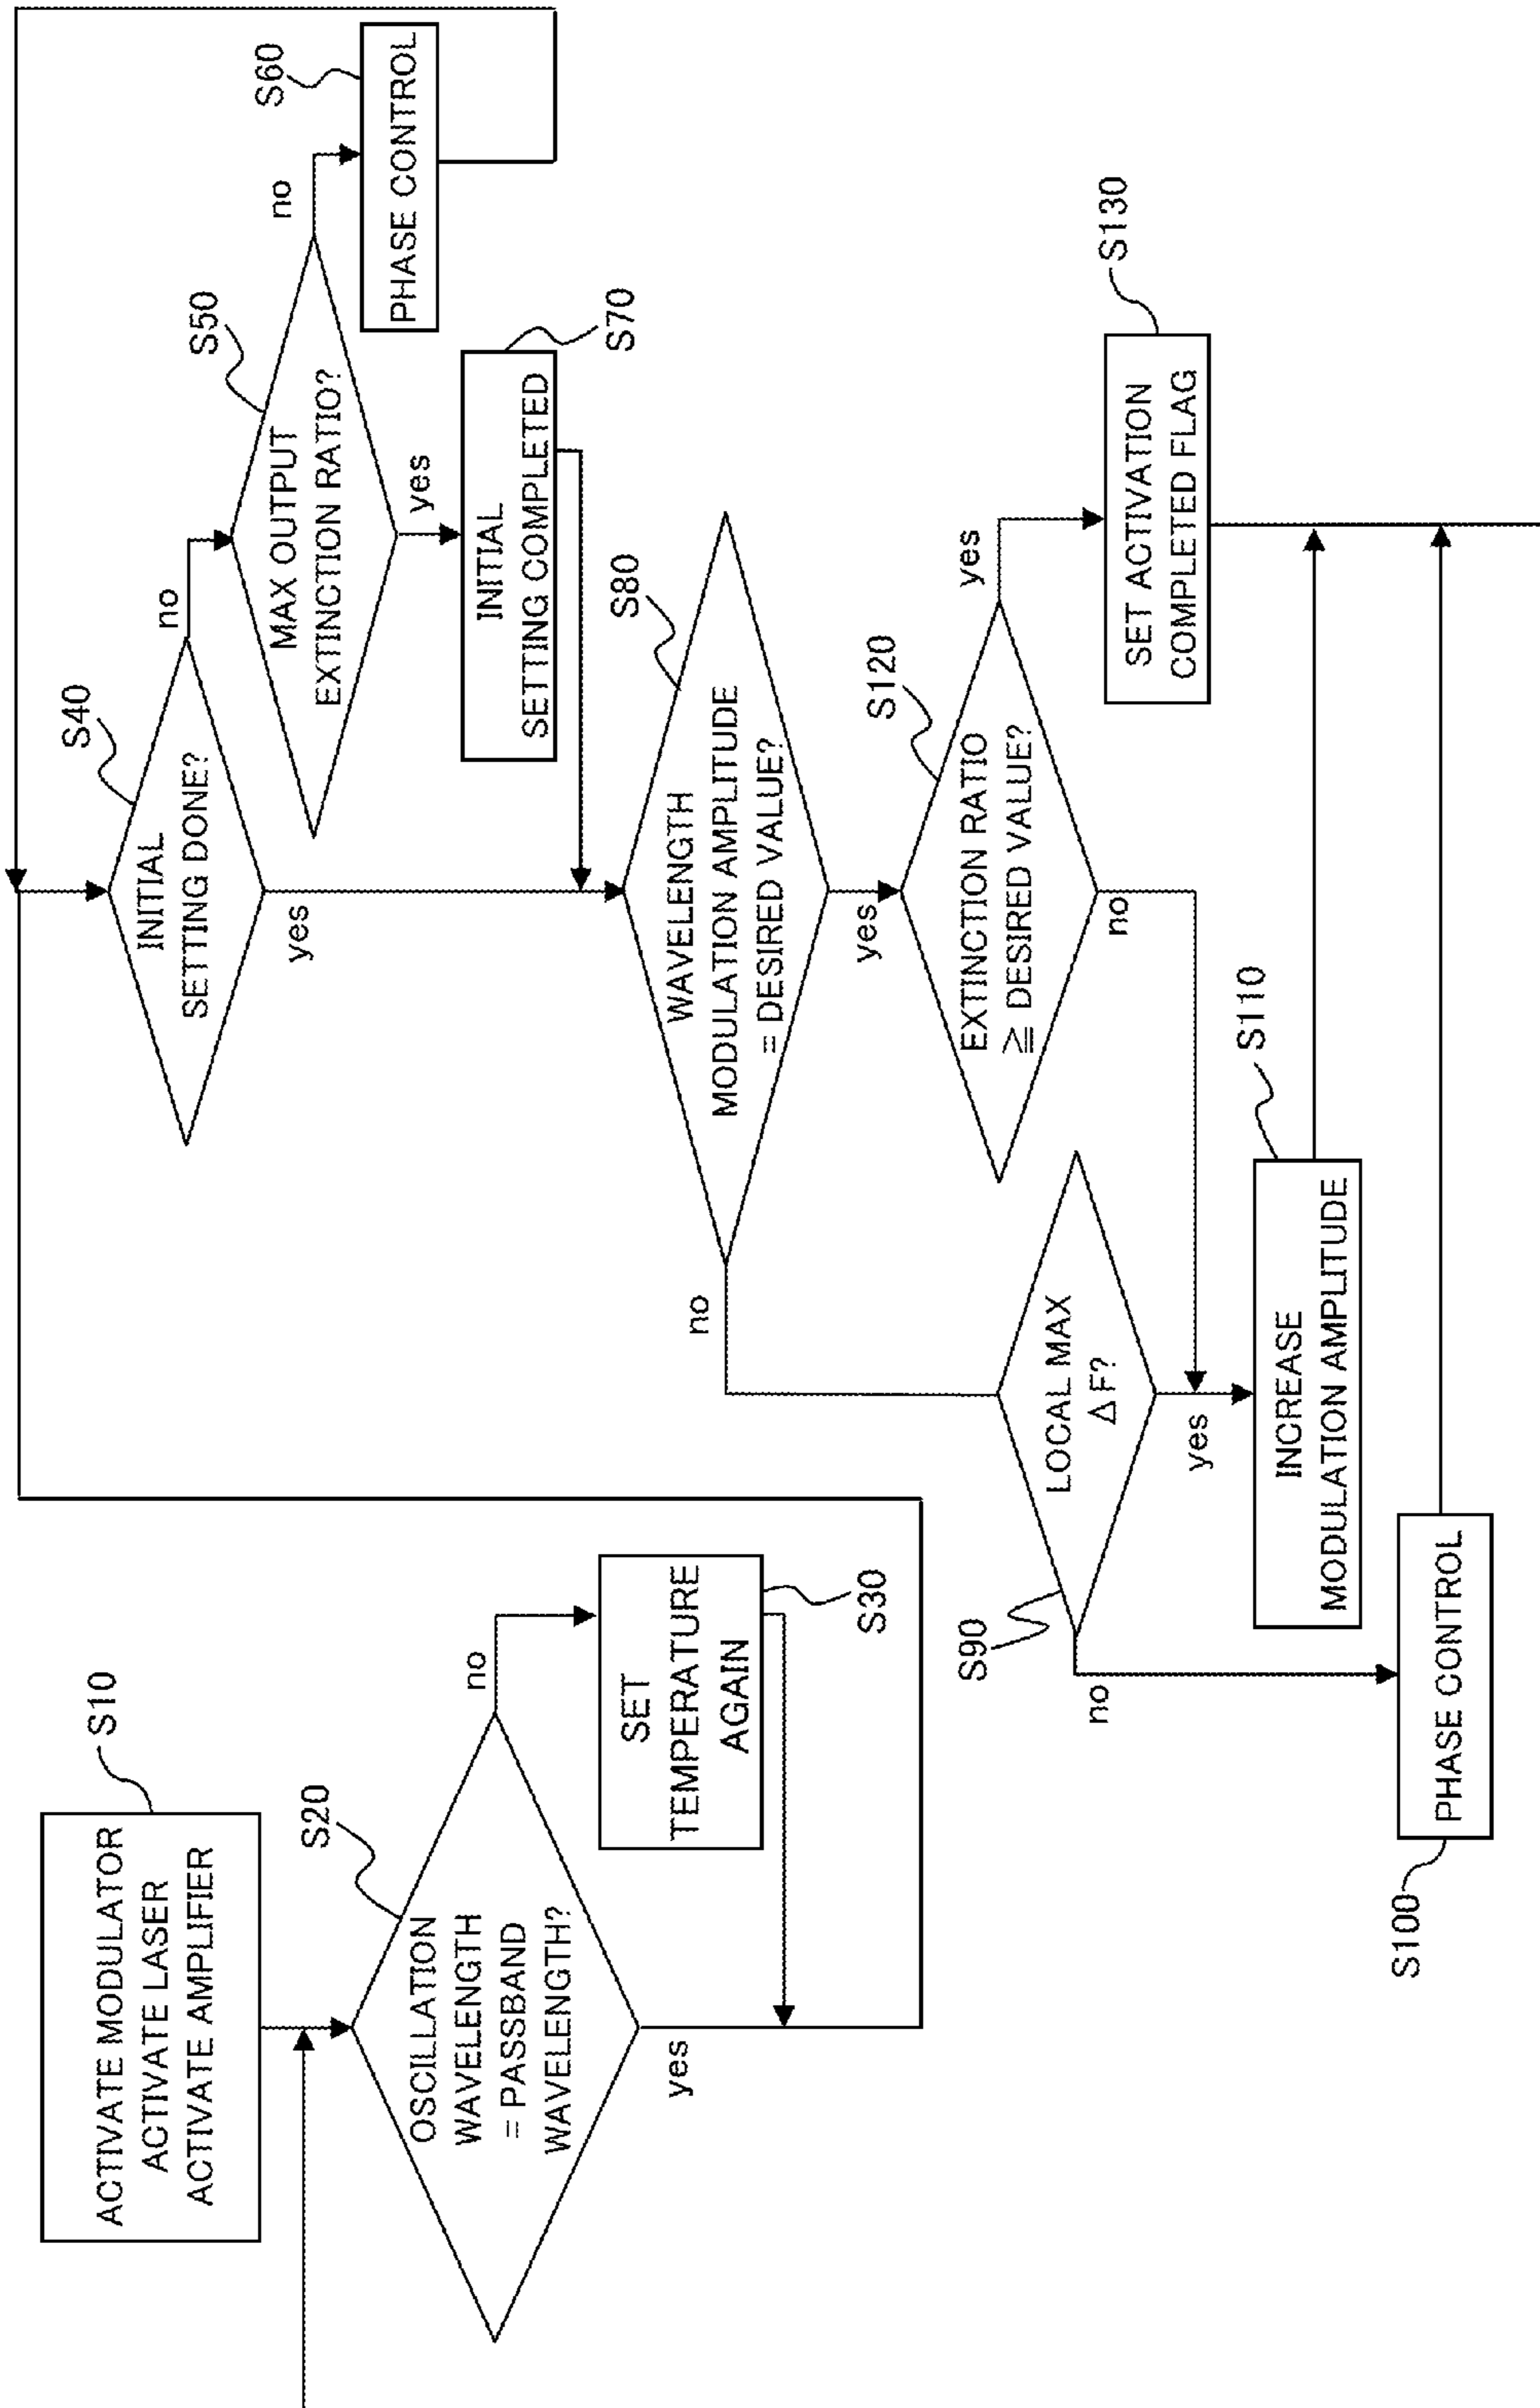 S10
ACTIVATE MODULATOR
ACTIVATE LASER
ACTIVATE AMPLIFIER
S20
OSCILLATION
WAVELENGTH
= PASSBAND
WAVELENGTH?
no
yes
SET
TEMPERATURE
AGAIN
S30
S40
INITIAL
SETTING DONE?
no
yes
S50
MAX OUTPUT
EXTINCTION RATIO?
no
yes
S60
PHASE CONTROL
INITIAL
SETTING COMPLETED
S70
S80
WAVELENGTH
MODULATION AMPLITUDE
= DESIRED VALUE?
no
yes
S90
LOCAL MAX
ΔF?
no
yes
S100
PHASE CONTROL
S110
INCREASE
MODULATION AMPLITUDE
S120
EXTINCTION RATIO
≧ DESIRED VALUE?
yes
no
S130
SET ACTIVATION
COMPLETED FLAG